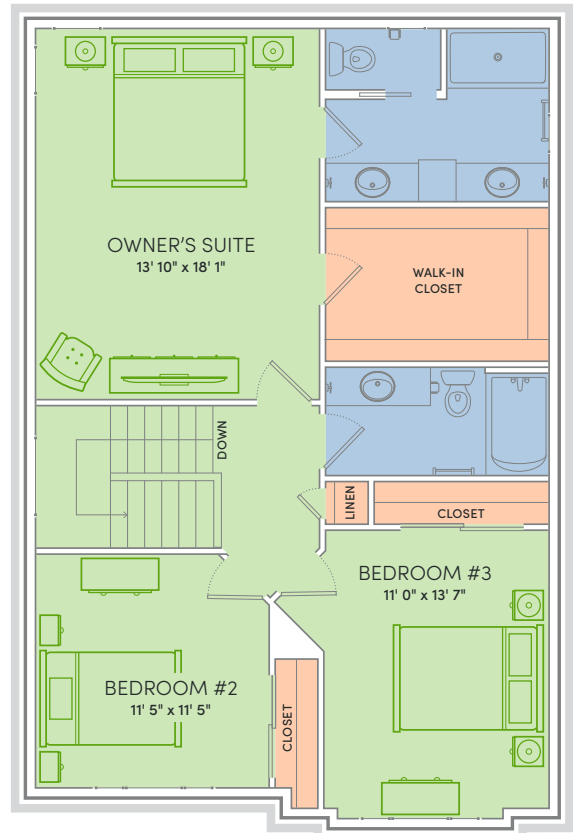 OWNER'S SUITE
13' 10" x 18' 1"
WALK-IN
CLOSET
DOWN
LINEN
CLOSET
BEDROOM #3
11' 0" x 13' 7"
BEDROOM #2
11' 5" x 11' 5"
CLOSET